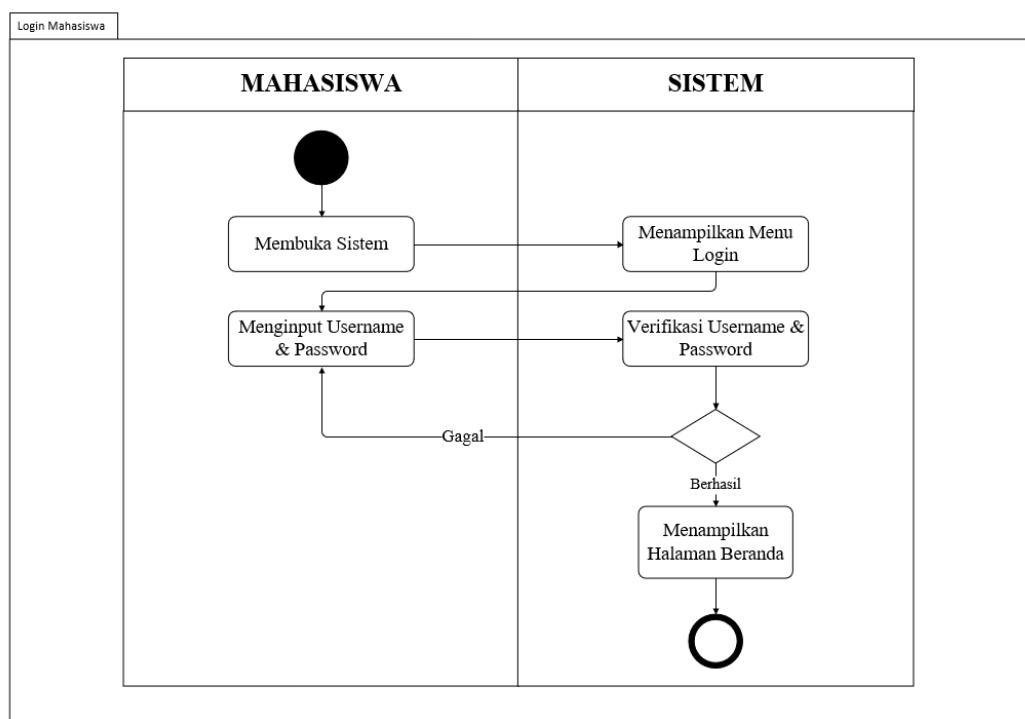 Login Mahasiswa
MAHASISWA
SISTEM
Membuka Sistem
Menampilkan Menu
Login
Menginput Username
& Password
Verifikasi Username &
Password
Gagal
Berhasil
Menampilkan
Halaman Beranda